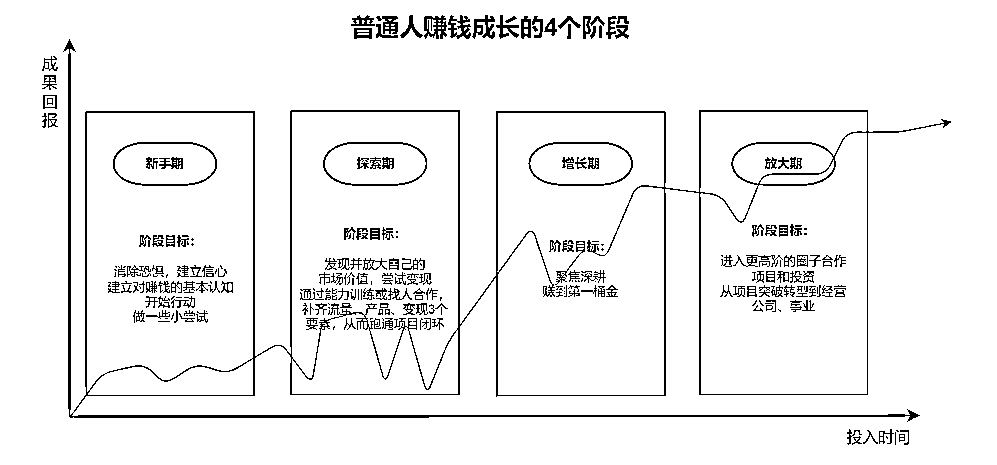 普通人赚钱成长的4个阶段
成果回报
新手期
阶段目标：
消除恐惧，建立信心
建立对赚钱的基本认知
开始行动
做一些小尝试
探索期
阶段目标：
发现并放大自己的
市场价值，尝试变现
通过能力训练或找人合作，
补齐流量、产品、变现3个
要素，从而跑通项目闭环
增长期
阶段目标：
聚焦深耕
赚到第一桶金
放大期
阶段目标：
进入更高阶的圈子合作
项目和投资
从项目突破转型到经营
公司、事业
投入时间